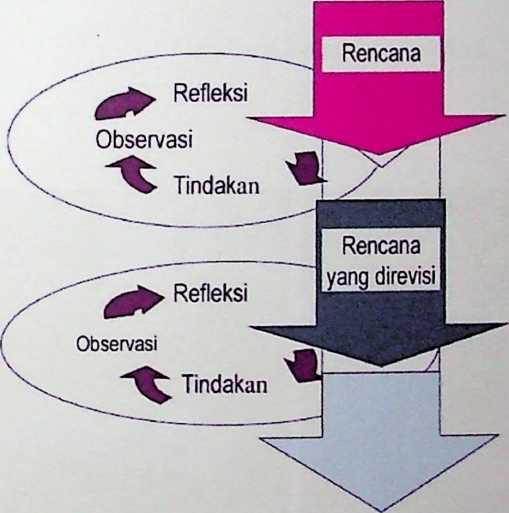 Rencana
Refleksi
Observasi
Tindakan
Rencana
yang direvisi
Refleksi
Observasi
Tindakan